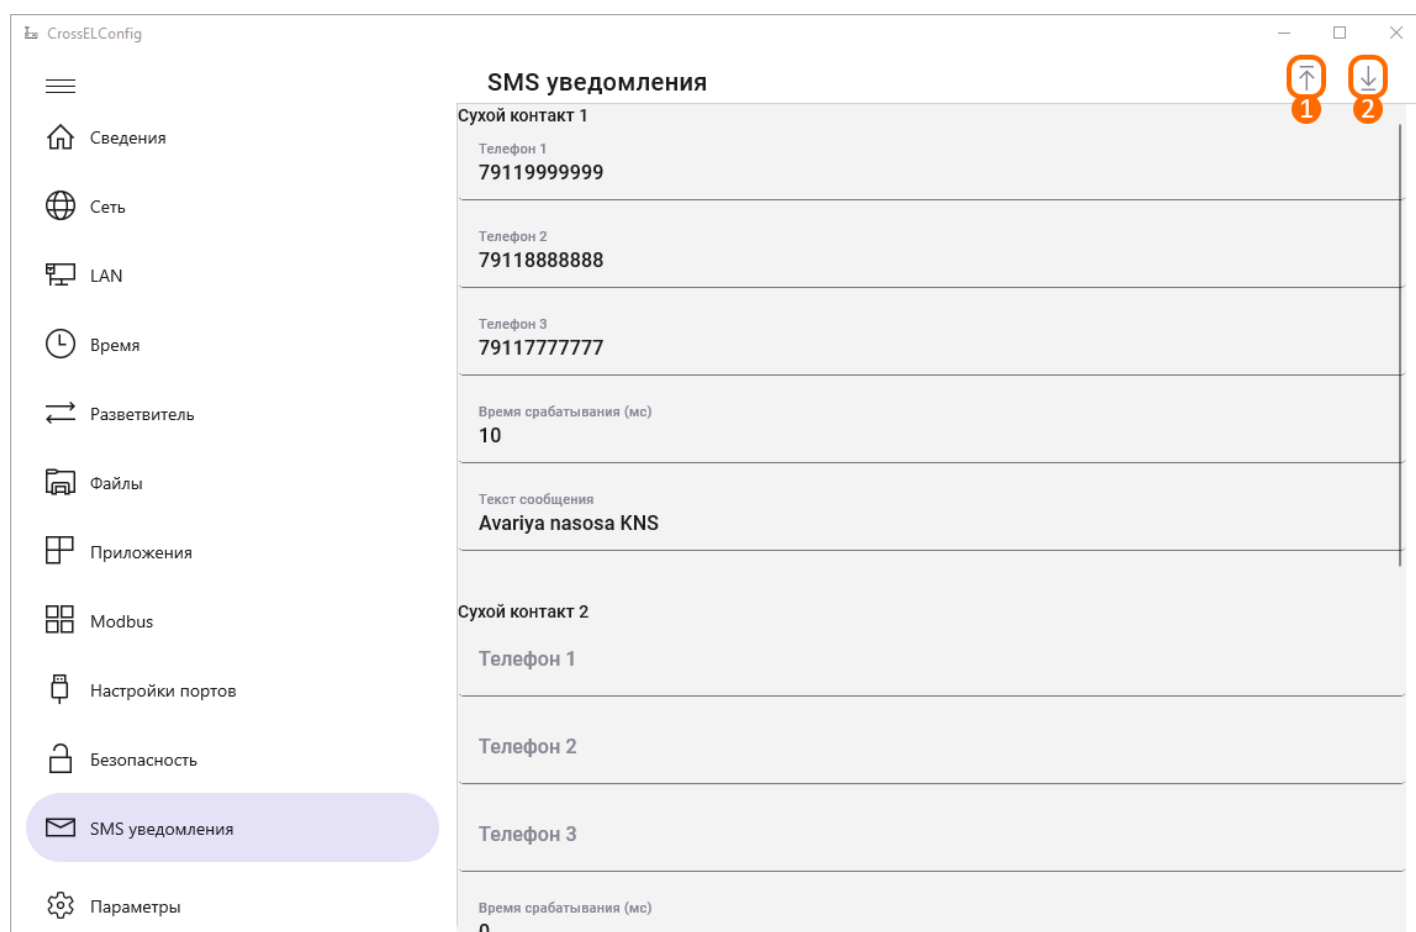 CrossELConfig
SMS уведомления
1
2
Сведения
Сеть
LAN
Время
Разветвитель
Файлы
Приложения
Modbus
Настройки портов
Безопасность
SMS уведомления
Параметры
Сухой контакт 1
Телефон 1
79119999999
Телефон 2
79118888888
Телефон 3
79117777777
Время срабатывания (мс)
10
Текст сообщения
Avariya nasosa KNS
Сухой контакт 2
Телефон 1
Телефон 2
Телефон 3
Время срабатывания (мс)
0